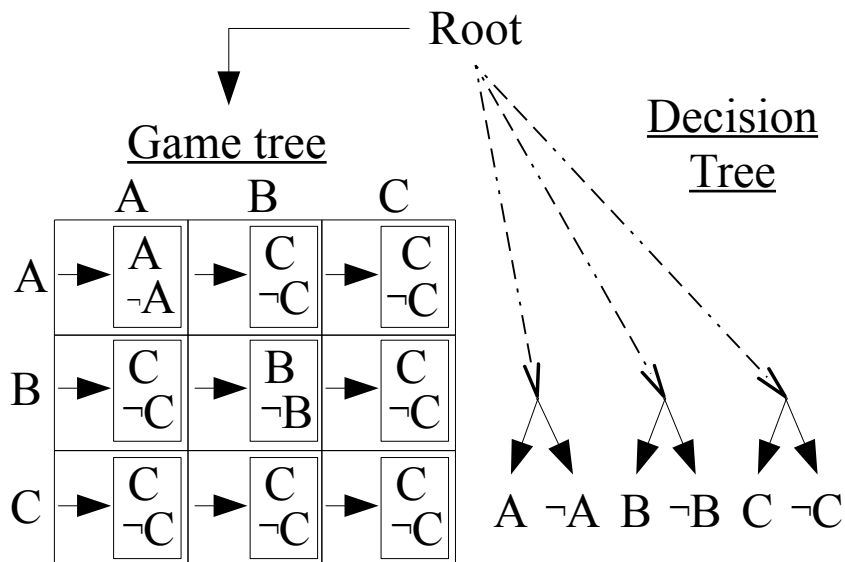 Root
Decision
Tree
Game tree
A B C
A A C C
¬A ¬C ¬C
B C B C
¬C ¬B ¬C
C C C C
¬C ¬C ¬C
A ¬A B ¬B C ¬C